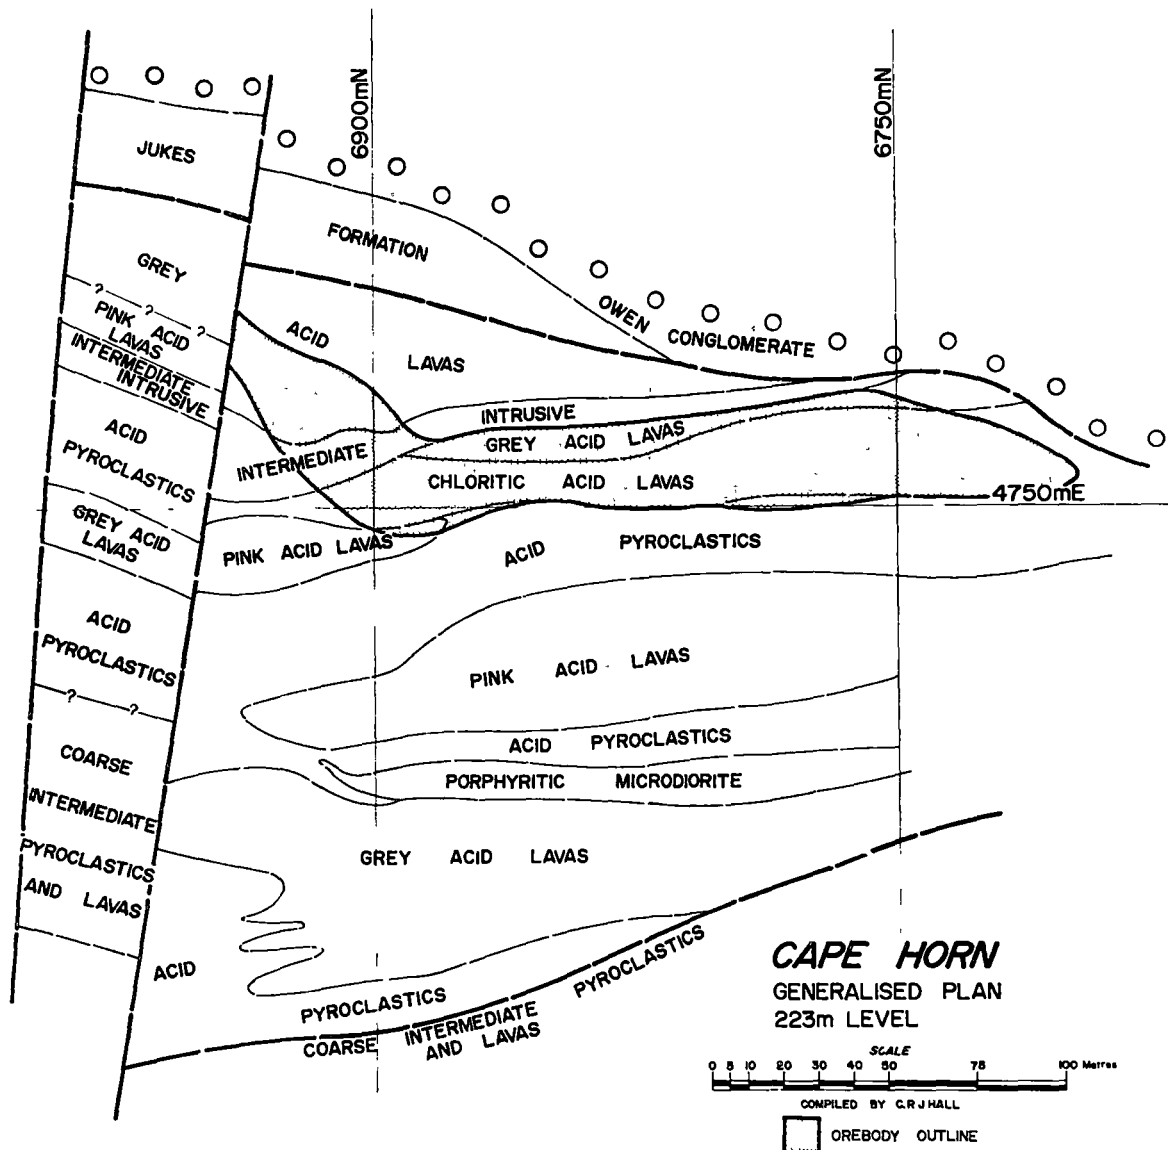 6900mN
6750mN
JUKES
FORMATION
GREY
OWEN
CONGLOMERATE
? ? ?
PINK ACID
LAVAS
ACID
LAVAS
INTERMEDIATE
INTRUSIVE
INTRUSIVE
GREY ACID LAVAS
ACID
PYROCLASTICS
INTERMEDIATE
CHLORITIC ACID LAVAS
4750mE
GREY ACID
LAVAS
PINK ACID LAVAS
ACID PYROCLASTICS
ACID
PYROCLASTICS
PINK ACID LAVAS
? ?
ACID PYROCLASTICS
COARSE
INTERMEDIATE
PYROCLASTICS
AND LAVAS
PORPHYRITIC MICRODIORITE
GREY ACID LAVAS
ACID
PYROCLASTICS
COARSE INTERMEDIATE PYROCLASTICS
AND LAVAS
CAPE HORN
GENERALISED PLAN
223m LEVEL
SCALE
0 5 10 20 30 40 50 75 100 Metres
COMPILED BY G.R J HALL
OREBODY OUTLINE